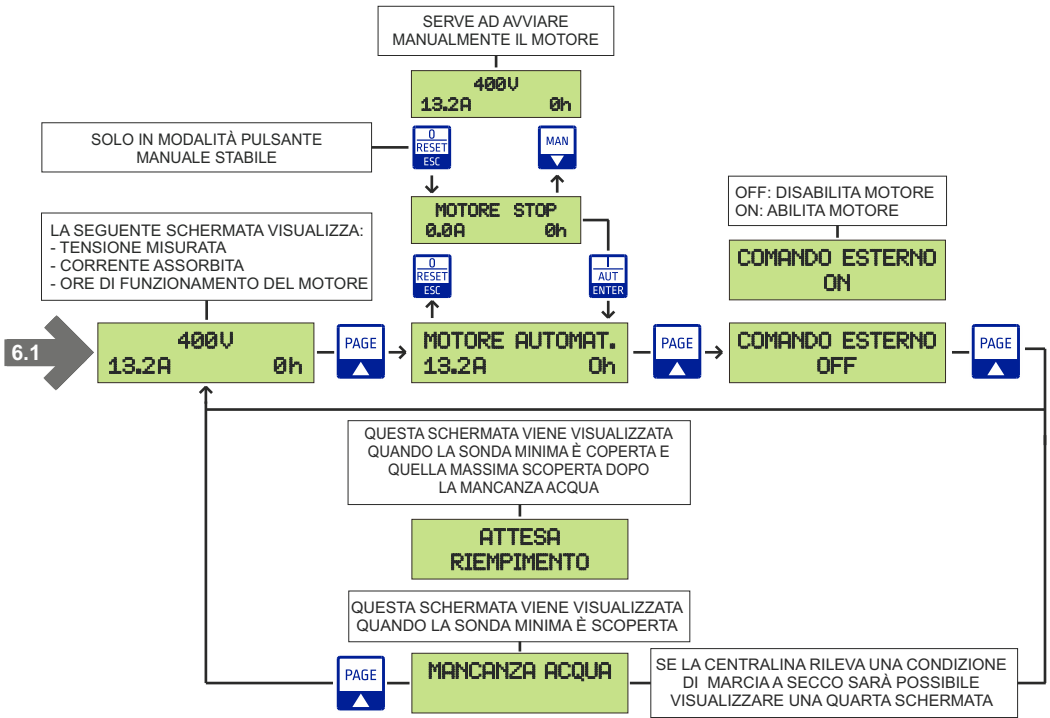 SERVE AD AVVIARE
MANUALMENTE IL MOTORE
400V
13.2A 0h
SOLO IN MODALITÀ PULSANTE
MANUALE STABILE
0
RESET
ESC
MAN
MOTORE STOP
0.0A 0h
OFF: DISABILITA MOTORE
ON: ABILITA MOTORE
LA SEGUENTE SCHERMATA VISUALIZZA:
- TENSIONE MISURATA
- CORRENTE ASSORBITA
- ORE DI FUNZIONAMENTO DEL MOTORE
0
RESET
ESC
I
AUT
ENTER
COMANDO ESTERNO
ON
6.1
400V
13.2A 0h
PAGE
MOTORE AUTOMAT.
13.2A 0h
PAGE
COMANDO ESTERNO
OFF
PAGE
QUESTA SCHERMATA VIENE VISUALIZZATA
QUANDO LA SONDA MINIMA È COPERTA E
QUELLA MASSIMA SCOPERTA DOPO
LA MANCANZA ACQUA
ATTESA
RIEMPIMENTO
QUESTA SCHERMATA VIENE VISUALIZZATA
QUANDO LA SONDA MINIMA È SCOPERTA
PAGE
MANCANZA ACQUA
SE LA CENTRALINA RILEVA UNA CONDIZIONE
DI MARCIA A SECCO SARÀ POSSIBILE
VISUALIZZARE UNA QUARTA SCHERMATA